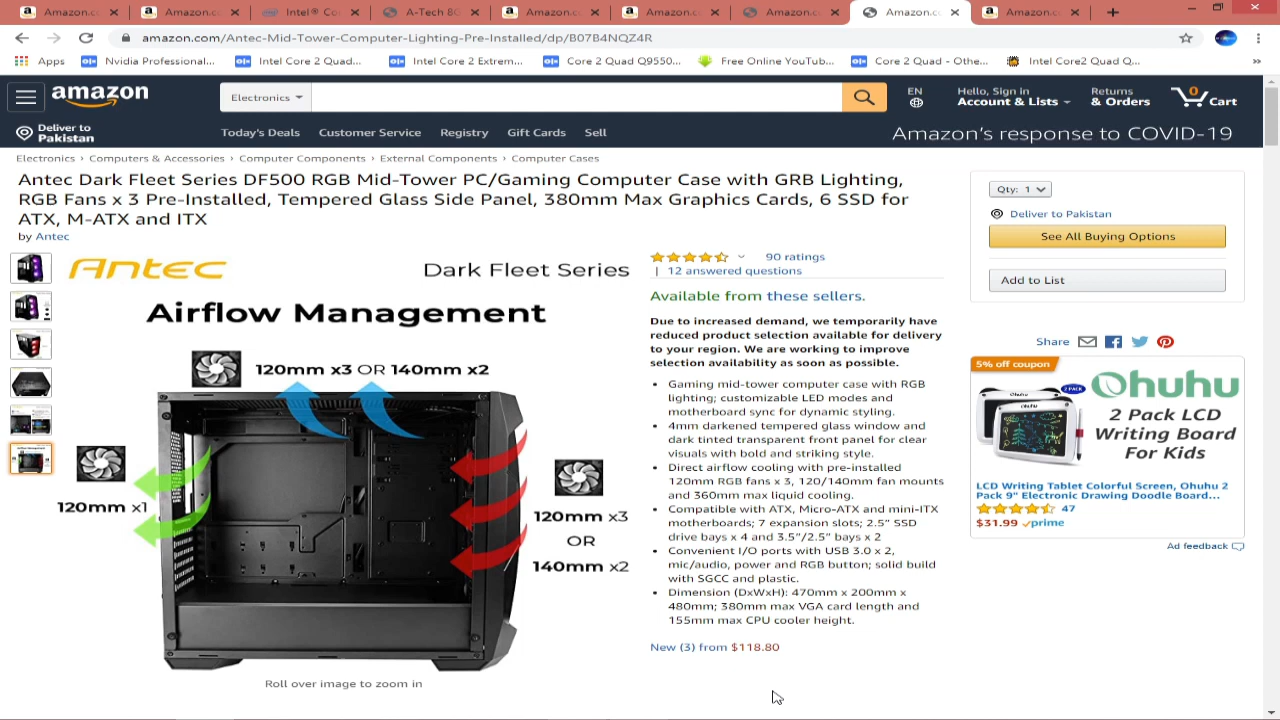 Amazon.c
Amazon.co
Intel® Co
A-Tech 8G
Amazon.co
Amazon.co
Amazon.co
Amazon.co
Amazon.co
amazon.com/Antec-Mid-Tower-Computer-Lighting-Pre-Installed/dp/B07B4NQZ4R
Apps
Nvidia Professional...
Intel Core 2 Quad...
Intel Core 2 Extrem...
Core 2 Quad Q9550...
Free Online YouTub...
Core 2 Quad - Othe...
Intel Core2 Quad Q...
amazon
Electronics
EN
Hello, Sign in
Account & Lists
Returns
& Orders
0
Cart
Deliver to
Pakistan
Today's Deals
Customer Service
Registry
Gift Cards
Sell
Amazon's response to COVID-19
Electronics › Computers & Accessories › Computer Components › External Components › Computer Cases
Antec Dark Fleet Series DF500 RGB Mid-Tower PC/Gaming Computer Case with GRB Lighting,
RGB Fans x 3 Pre-Installed, Tempered Glass Side Panel, 380mm Max Graphics Cards, 6 SSD for
ATX, M-ATX and ITX
by Antec
Antec
Dark Fleet Series
Airflow Management
120mm x3 OR 140mm x2
120mm x1
120mm x3
OR
140mm x2
Roll over image to zoom in
90 ratings
| 12 answered questions
Available from these sellers.
Due to increased demand, we temporarily have
reduced product selection available for delivery
to your region. We are working to improve
selection availability as soon as possible.
• Gaming mid-tower computer case with RGB
lighting; customizable LED modes and
motherboard sync for dynamic styling.
• 4mm darkened tempered glass window and
dark tinted transparent front panel for clear
visuals with bold and striking style.
• Direct airflow cooling with pre-installed
120mm RGB fans x 3, 120/140mm fan mounts
and 360mm max liquid cooling.
• Compatible with ATX, Micro-ATX and mini-ITX
motherboards; 7 expansion slots; 2.5” SSD
drive bays x 4 and 3.5”/2.5” bays x 2
• Convenient I/O ports with USB 3.0 x 2,
mic/audio, power and RGB button; solid build
with SGCC and plastic.
• Dimension (DxWxH): 470mm x 200mm x
480mm; 380mm max VGA card length and
155mm max CPU cooler height.
New (3) from $118.80
Qty: 1
Deliver to Pakistan
See All Buying Options
Add to List
Share
5% off coupon
2 PACK
Ohuhu
2 Pack LCD
Writing Board
For Kids
LCD Writing Tablet Colorful Screen, Ohuhu 2
Pack 9" Electronic Drawing Doodle Board...
47
$31.99 prime
Ad feedback